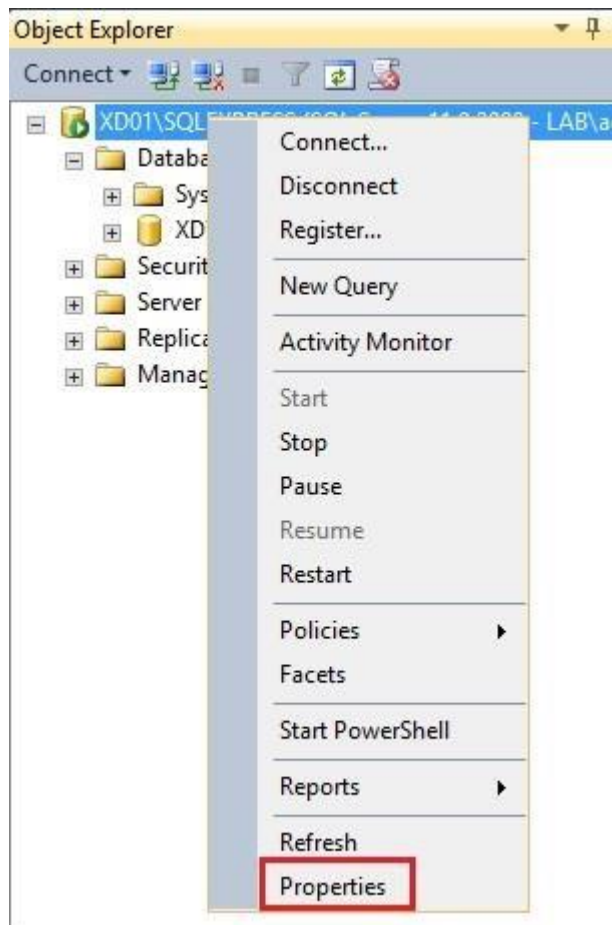 Object Explorer
Connect
XD01\SQL - LAB\a
Databa
Sys
XD
Securit
Server
Replica
Manag
Connect...
Disconnect
Register...
New Query
Activity Monitor
Start
Stop
Pause
Resume
Restart
Policies
Facets
Start PowerShell
Reports
Refresh
Properties